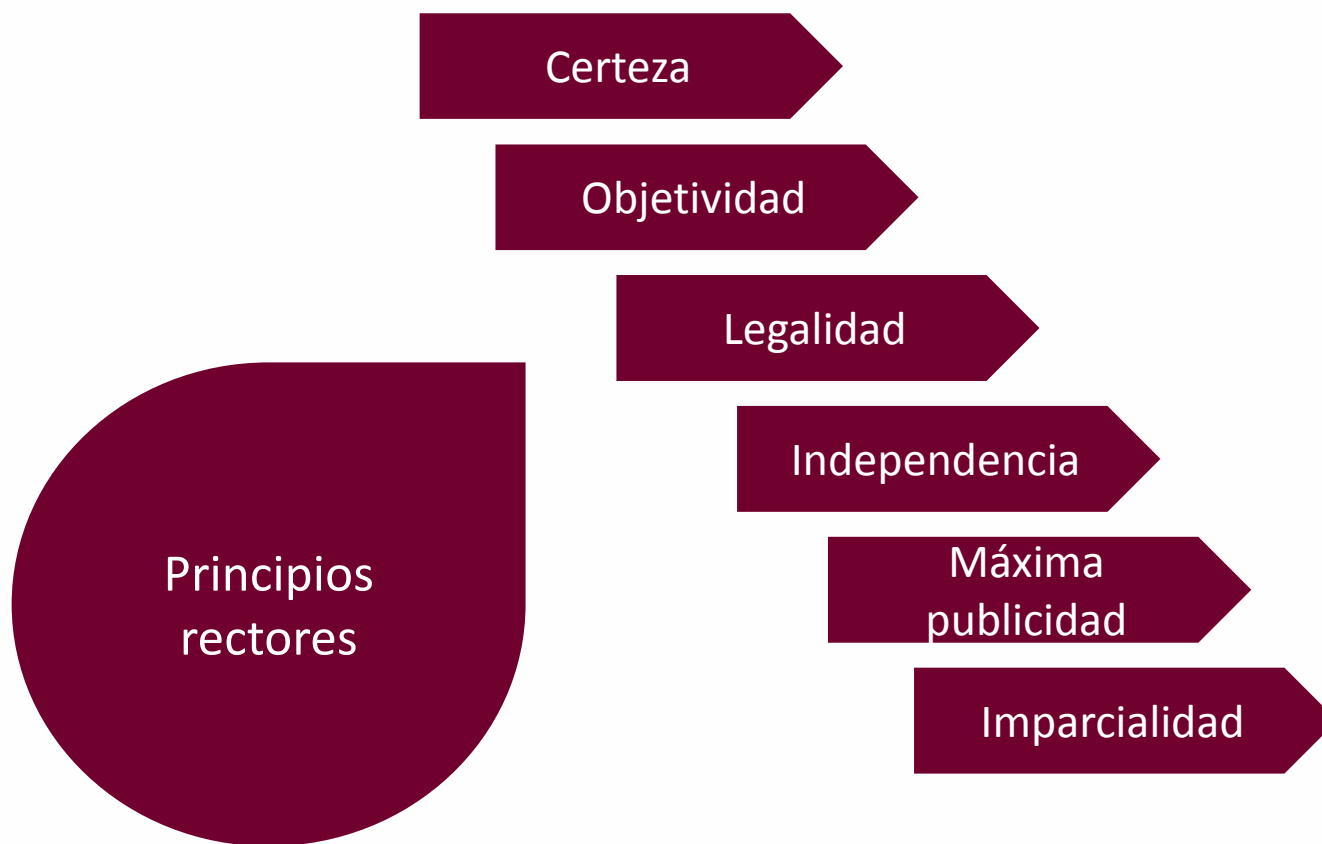 Certeza
Objetividad
Legalidad
Independencia
Máxima
publicidad
Imparcialidad
Principios
rectores